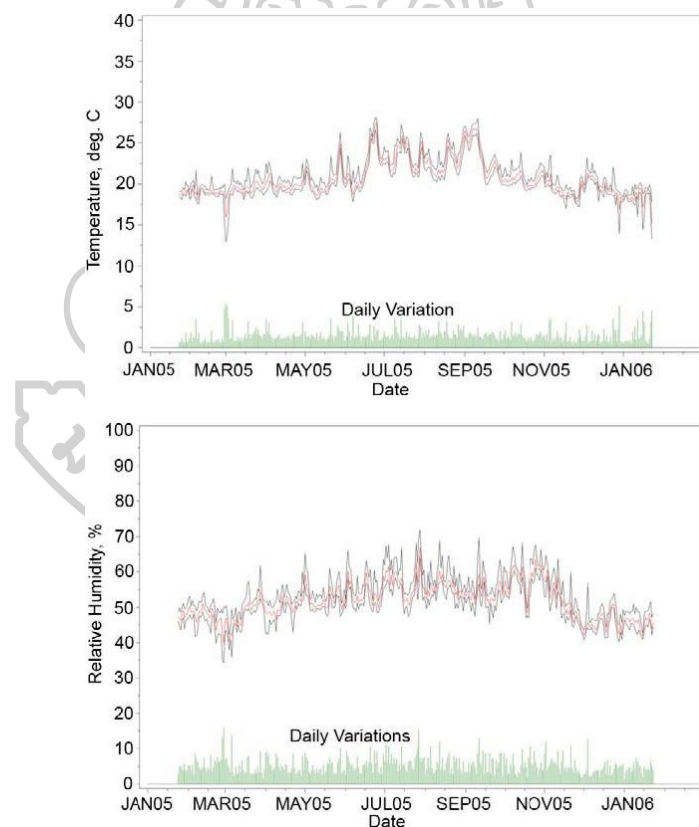 40
35
30
25
20
15
10
5
0
Temperature, deg. C
Daily Variation
JAN05 MAR05 MAY05 JUL05 SEP05 NOV05 JAN06
Date
100
90
80
70
60
50
40
30
20
10
0
Relative Humidity, %
Daily Variations
JAN05 MAR05 MAY05 JUL05 SEP05 NOV05 JAN06
Date